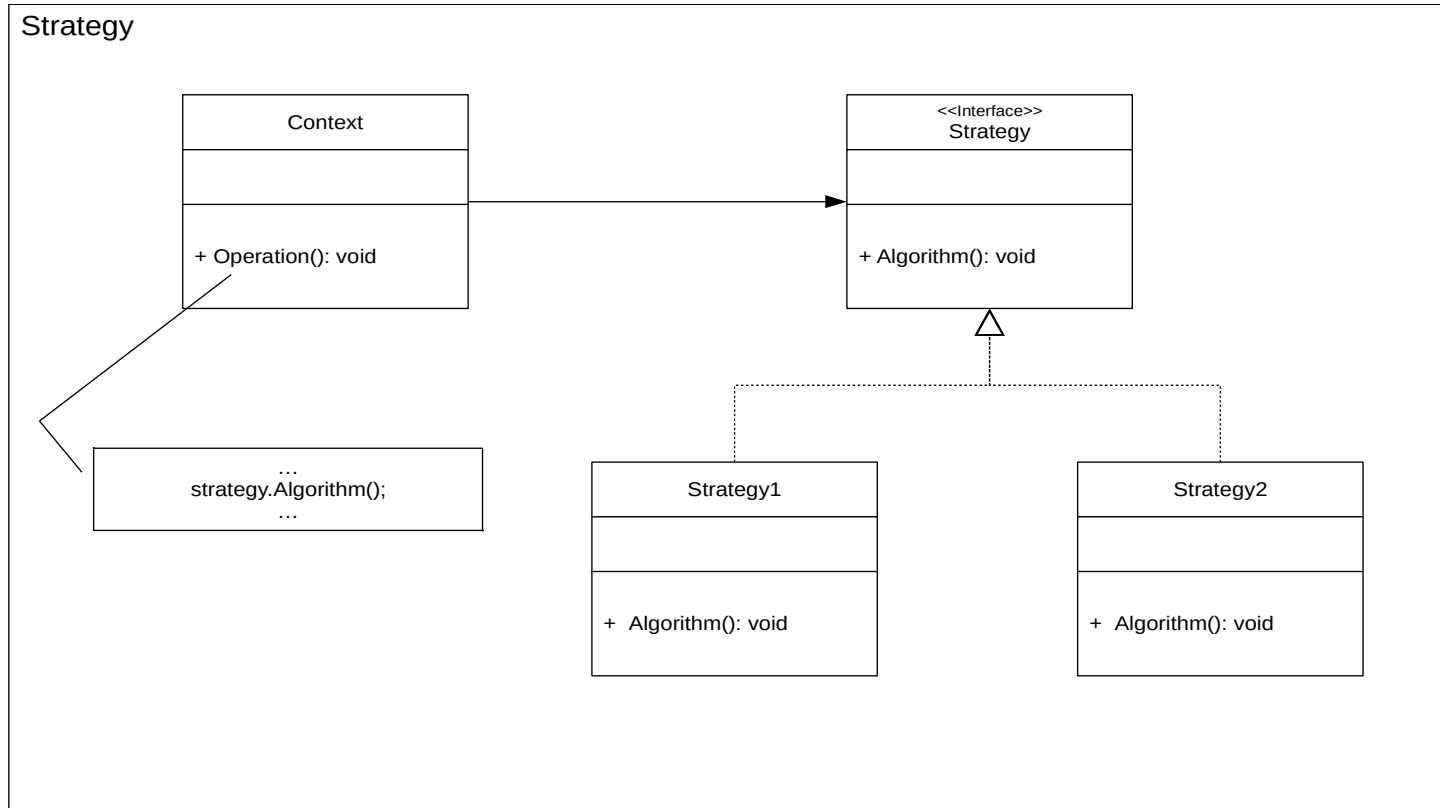 Strategy
Context
+ Operation(): void
<<Interface>>
Strategy
+ Algorithm(): void
…
strategy.Algorithm();
…
Strategy1
+ Algorithm(): void
Strategy2
+ Algorithm(): void